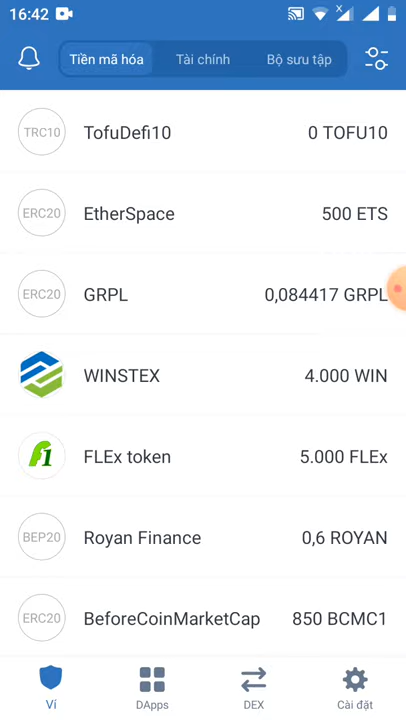 16:42
Tiền mã hóa Tài chính Bộ sưu tập
TRC10 TofuDefi10 0 TOFU10
ERC20 EtherSpace 500 ETS
ERC20 GRPL 0,084417 GRPL
WINSTEX 4.000 WIN
F1 FLEx token 5.000 FLEx
BEP20 Royan Finance 0,6 ROYAN
ERC20 BeforeCoinMarketCap 850 BCMC1
Ví DApps DEX Cài đặt